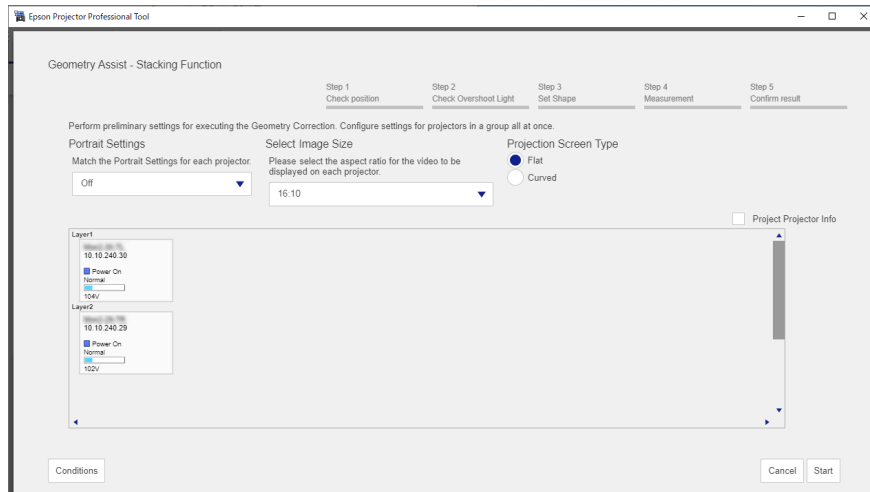 Epson Projector Professional Tool
Geometry Assist - Stacking Function
Step 1
Check position
Step 2
Check Overshoot Light
Step 3
Set Shape
Step 4
Measurement
Step 5
Confirm result
Perform preliminary settings for executing the Geometry Correction. Configure settings for projectors in a group all at once.
Portrait Settings
Match the Portrait Settings for each projector.
Off
Select Image Size
Please select the aspect ratio for the video to be
displayed on each projector.
16:10
Projection Screen Type
Flat
Curved
Project Projector Info
Layer1
10.10.240.30
Power On
Normal
104V
Layer2
10.10.240.29
Power On
Normal
102V
Conditions
Cancel
Start